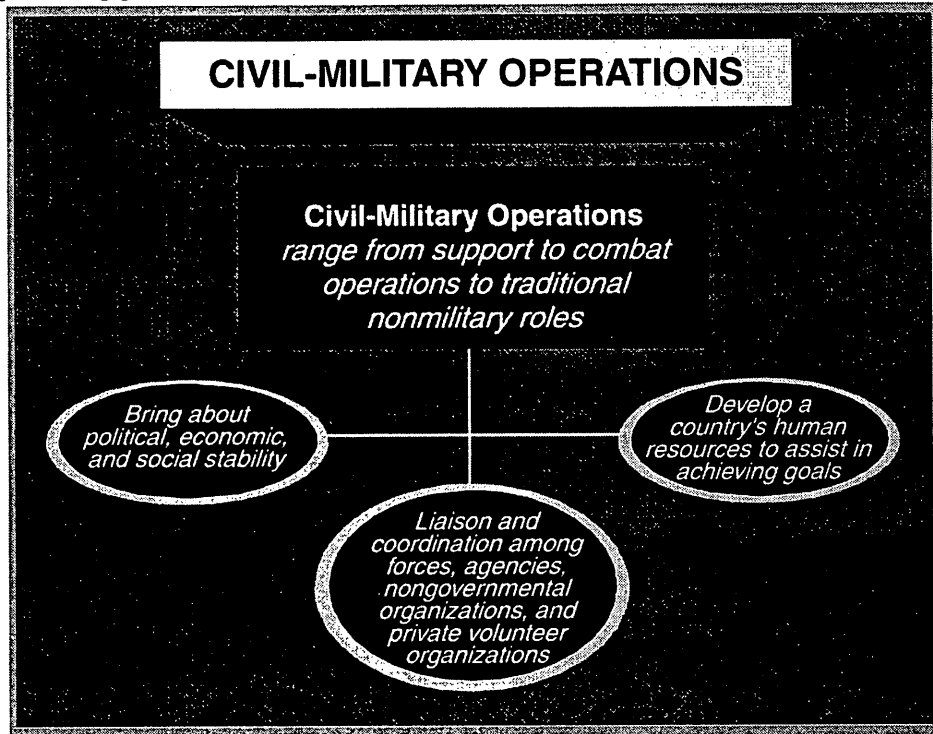 CIVIL-MILITARY OPERATIONS
Civil-Military Operations
range from support to combat
operations to traditional
nonmilitary roles
Bring about
political, economic,
and social stability
Develop a
country's human
resources to assist in
achieving goals
Liaison and
coordination among
forces, agencies,
nongovernmental
organizations, and
private volunteer
organizations